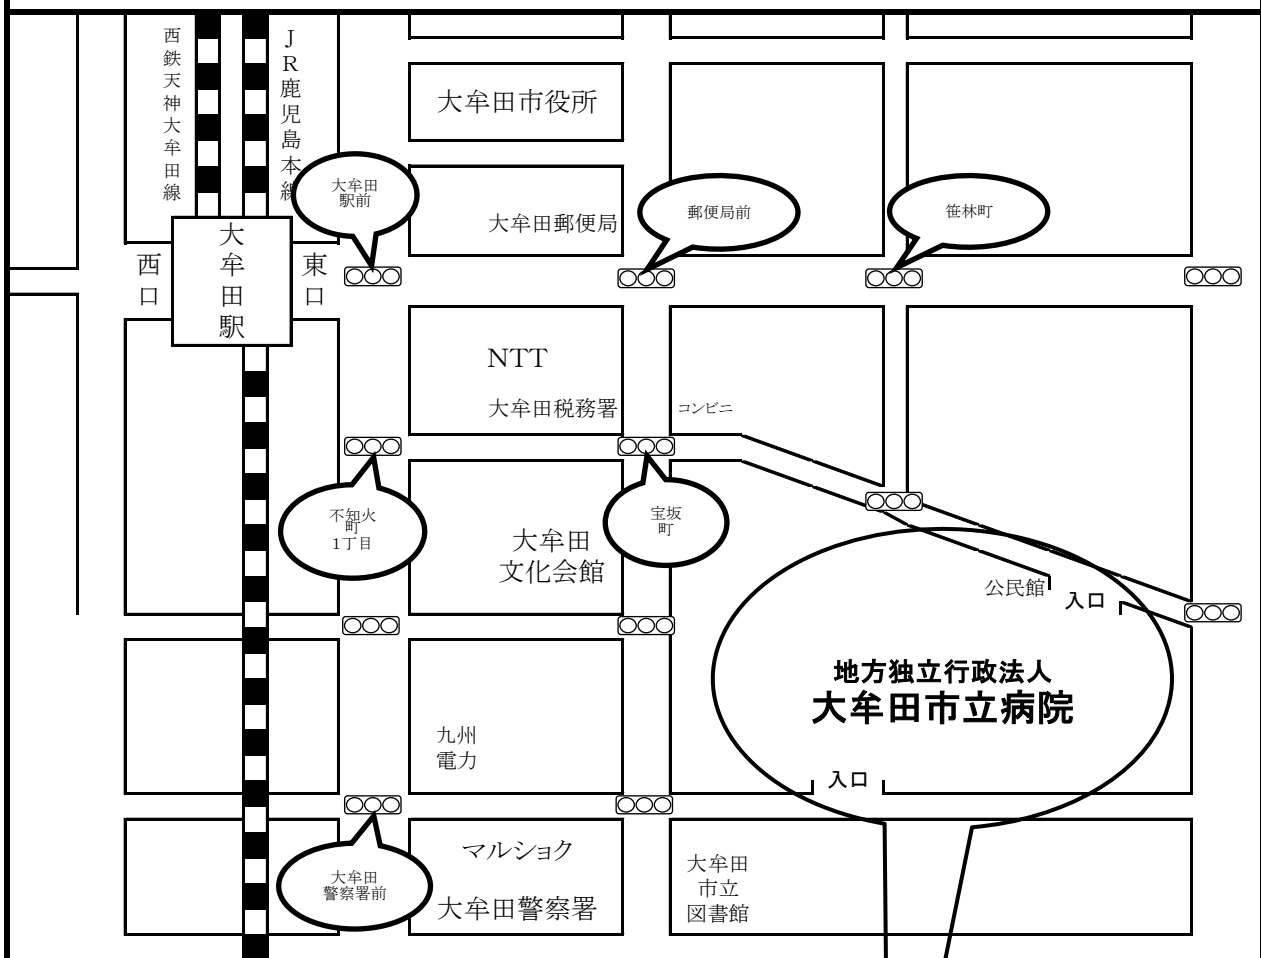 西鉄天神大牟田線
JR鹿児島本線
大牟田市役所
大牟田
駅前
大牟田郵便局
郵便局前
笹林町
西口
大牟田駅
東口
NTT
大牟田税務署
コンビニ
不知火
町
1丁目
大牟田
文化会館
宝坂
町
公民館
入口
地方独立行政法人
大牟田市立病院
九州
電力
入口
大牟田
警察署前
マルショク
大牟田警察署
大牟田
市立
図書館